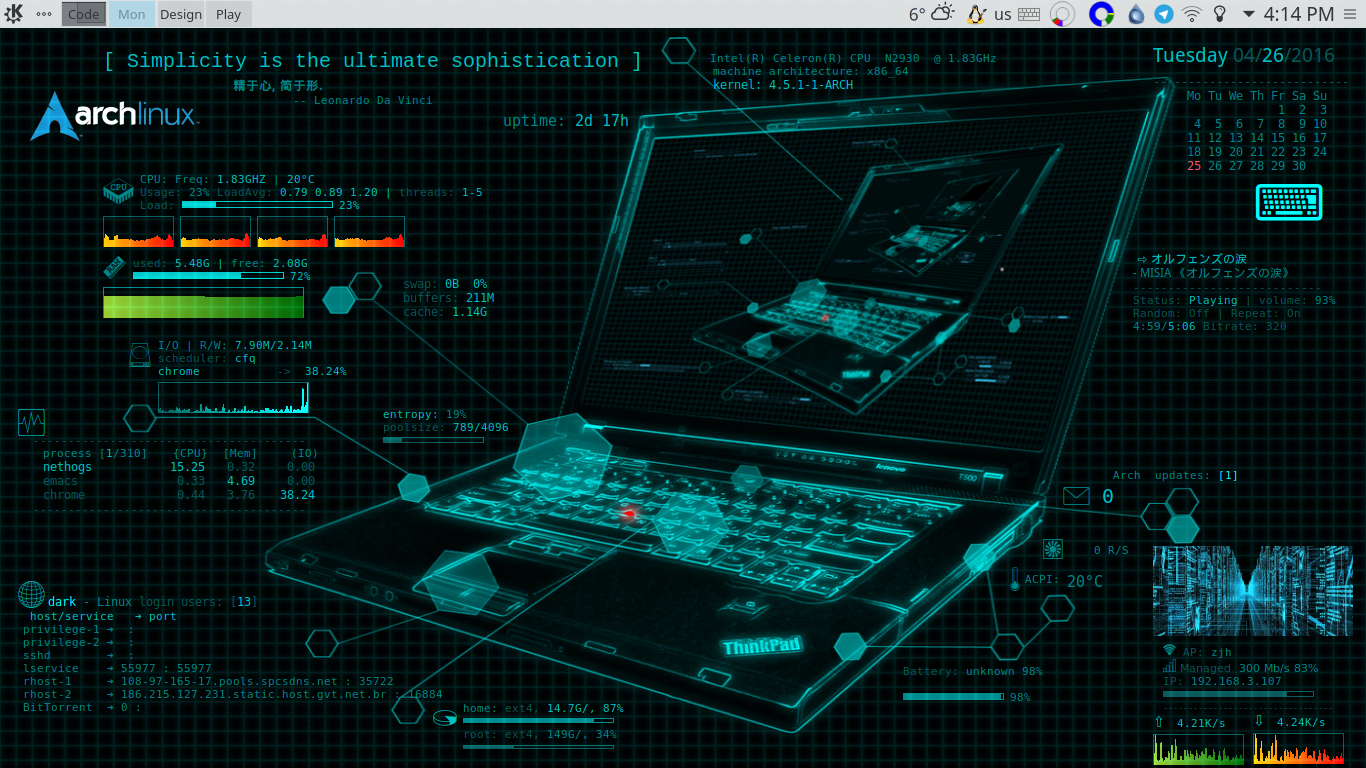 Code Mon Design Play
6° us 4:14 PM
[ Simplicity is the ultimate sophistication ]
精于心, 简于形.
-- Leonardo Da Vinci
archlinux
uptime: 2d 17h
Intel(R) Celeron(R) CPU N2930 @ 1.83GHz
machine architecture: x86_64
kernel: 4.5.1-1-ARCH
Tuesday 04/26/2016
Mo Tu We Th Fr Sa Su
1 2 3
4 5 6 7 8 9 10
11 12 13 14 15 16 17
18 19 20 21 22 23 24
25 26 27 28 29 30
CPU
CPU: Freq: 1.83GHZ | 20°C
Usage: 23% LoadAvg: 0.79 0.89 1.20 | threads: 1-5
Load: 23%
RAM
used: 5.48G | free: 2.08G
72%
swap: 0B 0%
buffers: 211M
cache: 1.14G
I/O | R/W: 7.90M/2.14M
scheduler: cfq
chrome -> 38.24%
entropy: 19%
poolsize: 789/4096
process [1/310] {CPU} [Mem] (IO)
nethogs 15.25 0.32 0.00
emacs 0.33 4.69 0.00
chrome 0.44 3.76 38.24
dark - Linux login users: [13]
host/service → port
privilege-1 → :
privilege-2 → :
sshd → :
lservice → 55977 : 55977
rhost-1 → 108-97-165-17.pools.spcsdns.net : 35722
rhost-2 → 186.215.127.231.static.host.gvt.net.br : 16884
BitTorrent → 0 :
home: ext4, 14.7G/, 87%
root: ext4, 149G/, 34%
⇨ オルフェンズの涙
- MISIA 《オルフェンズの涙》
Status: Playing | volume: 93%
Random: Off | Repeat: On
4:59/5:06 Bitrate: 320
lenovo
T500
ThinkPad
ThinkPad
Arch updates: [1]
0
0 R/S
ACPI: 20°C
Battery: unknown 98%
98%
AP: zjh
Managed 300 Mb/s 83%
IP: 192.168.3.107
⇧ 4.21K/s ⇩ 4.24K/s